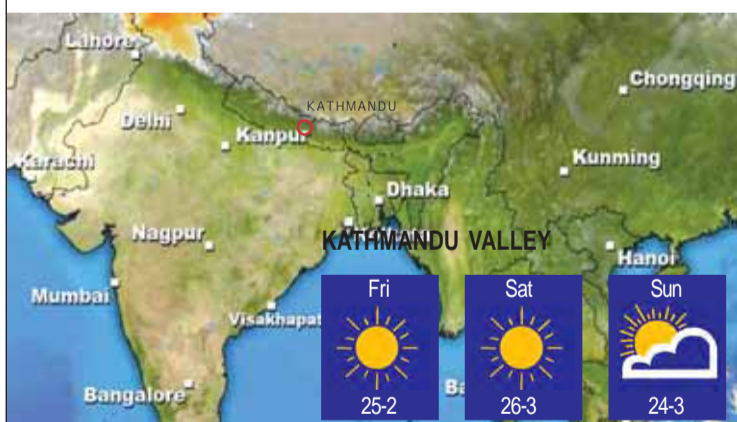 Lahore
Chongqing
KATHMANDU
Delhi
Kanpur
Karachi
Kunming
Dhaka
Nagpur
KATHMANDU VALLEY
Hanoi
Mumbai
Visakhapat
Bangalore
Ba
Fri
25-2
Sat
26-3
Sun
24-3